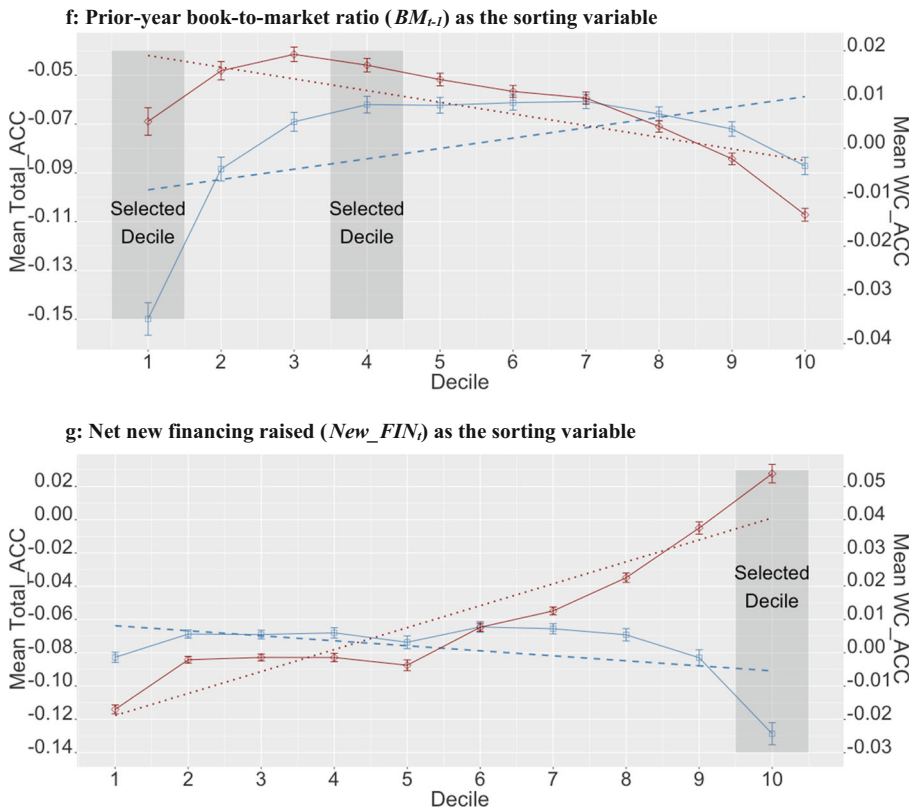 f: Prior-year book-to-market ratio (BMt-1) as the sorting variable
Mean Total_ACC
-0.05
-0.07
-0.09
-0.11
-0.13
-0.15
Selected
Decile
Selected
Decile
0.02
0.01
0.00
-0.01
-0.02
-0.03
-0.04
Mean WC_ACC
1 2 3 4 5 6 7 8 9 10
Decile
g: Net new financing raised (New_FINt) as the sorting variable
Mean Total_ACC
0.02
0.00
-0.02
-0.04
-0.06
-0.08
-0.10
-0.12
-0.14
Selected
Decile
0.05
0.04
0.03
0.02
0.01
0.00
-0.01
-0.02
-0.03
Mean WC_ACC
1 2 3 4 5 6 7 8 9 10
Decile